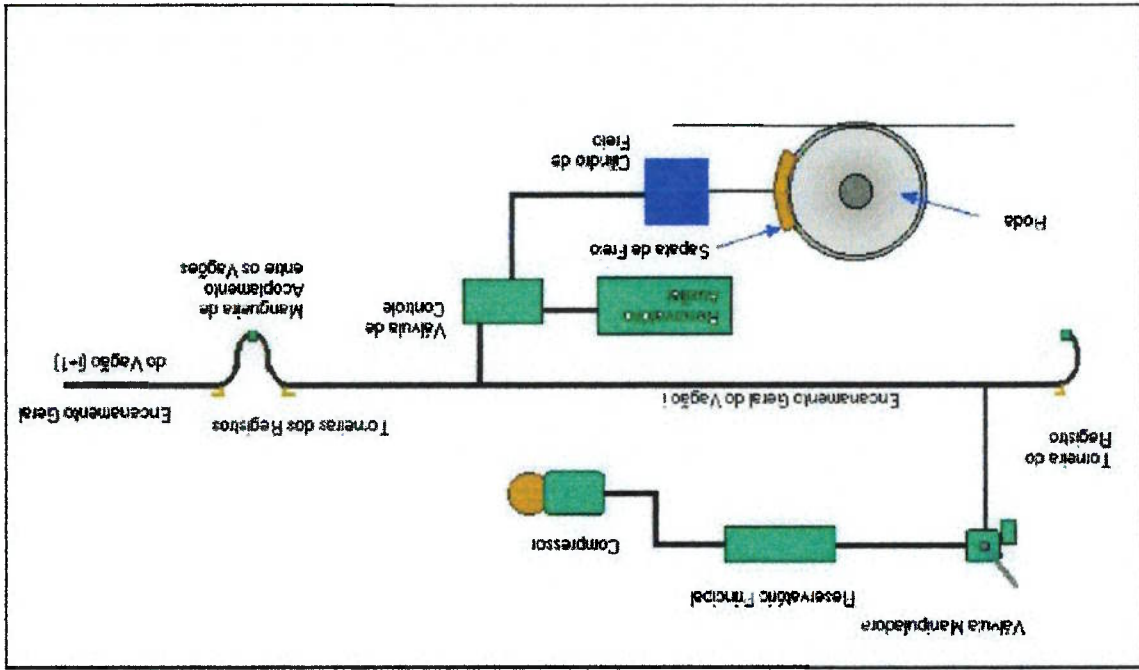 Válvula Manipuladora
Reservatório Principal
Compressor
Torneira do
Registro
Encanamento Geral do Vagão i
Torneiras dos Registros
Encanamento Geral
do Vagão (i+1)
Mangueira de
Acoplamento
entre os Vagões
Válvula de
Controle
Reservatório
Auxiliar
Sapata de Freio
Roda
Cilindro de
Freio